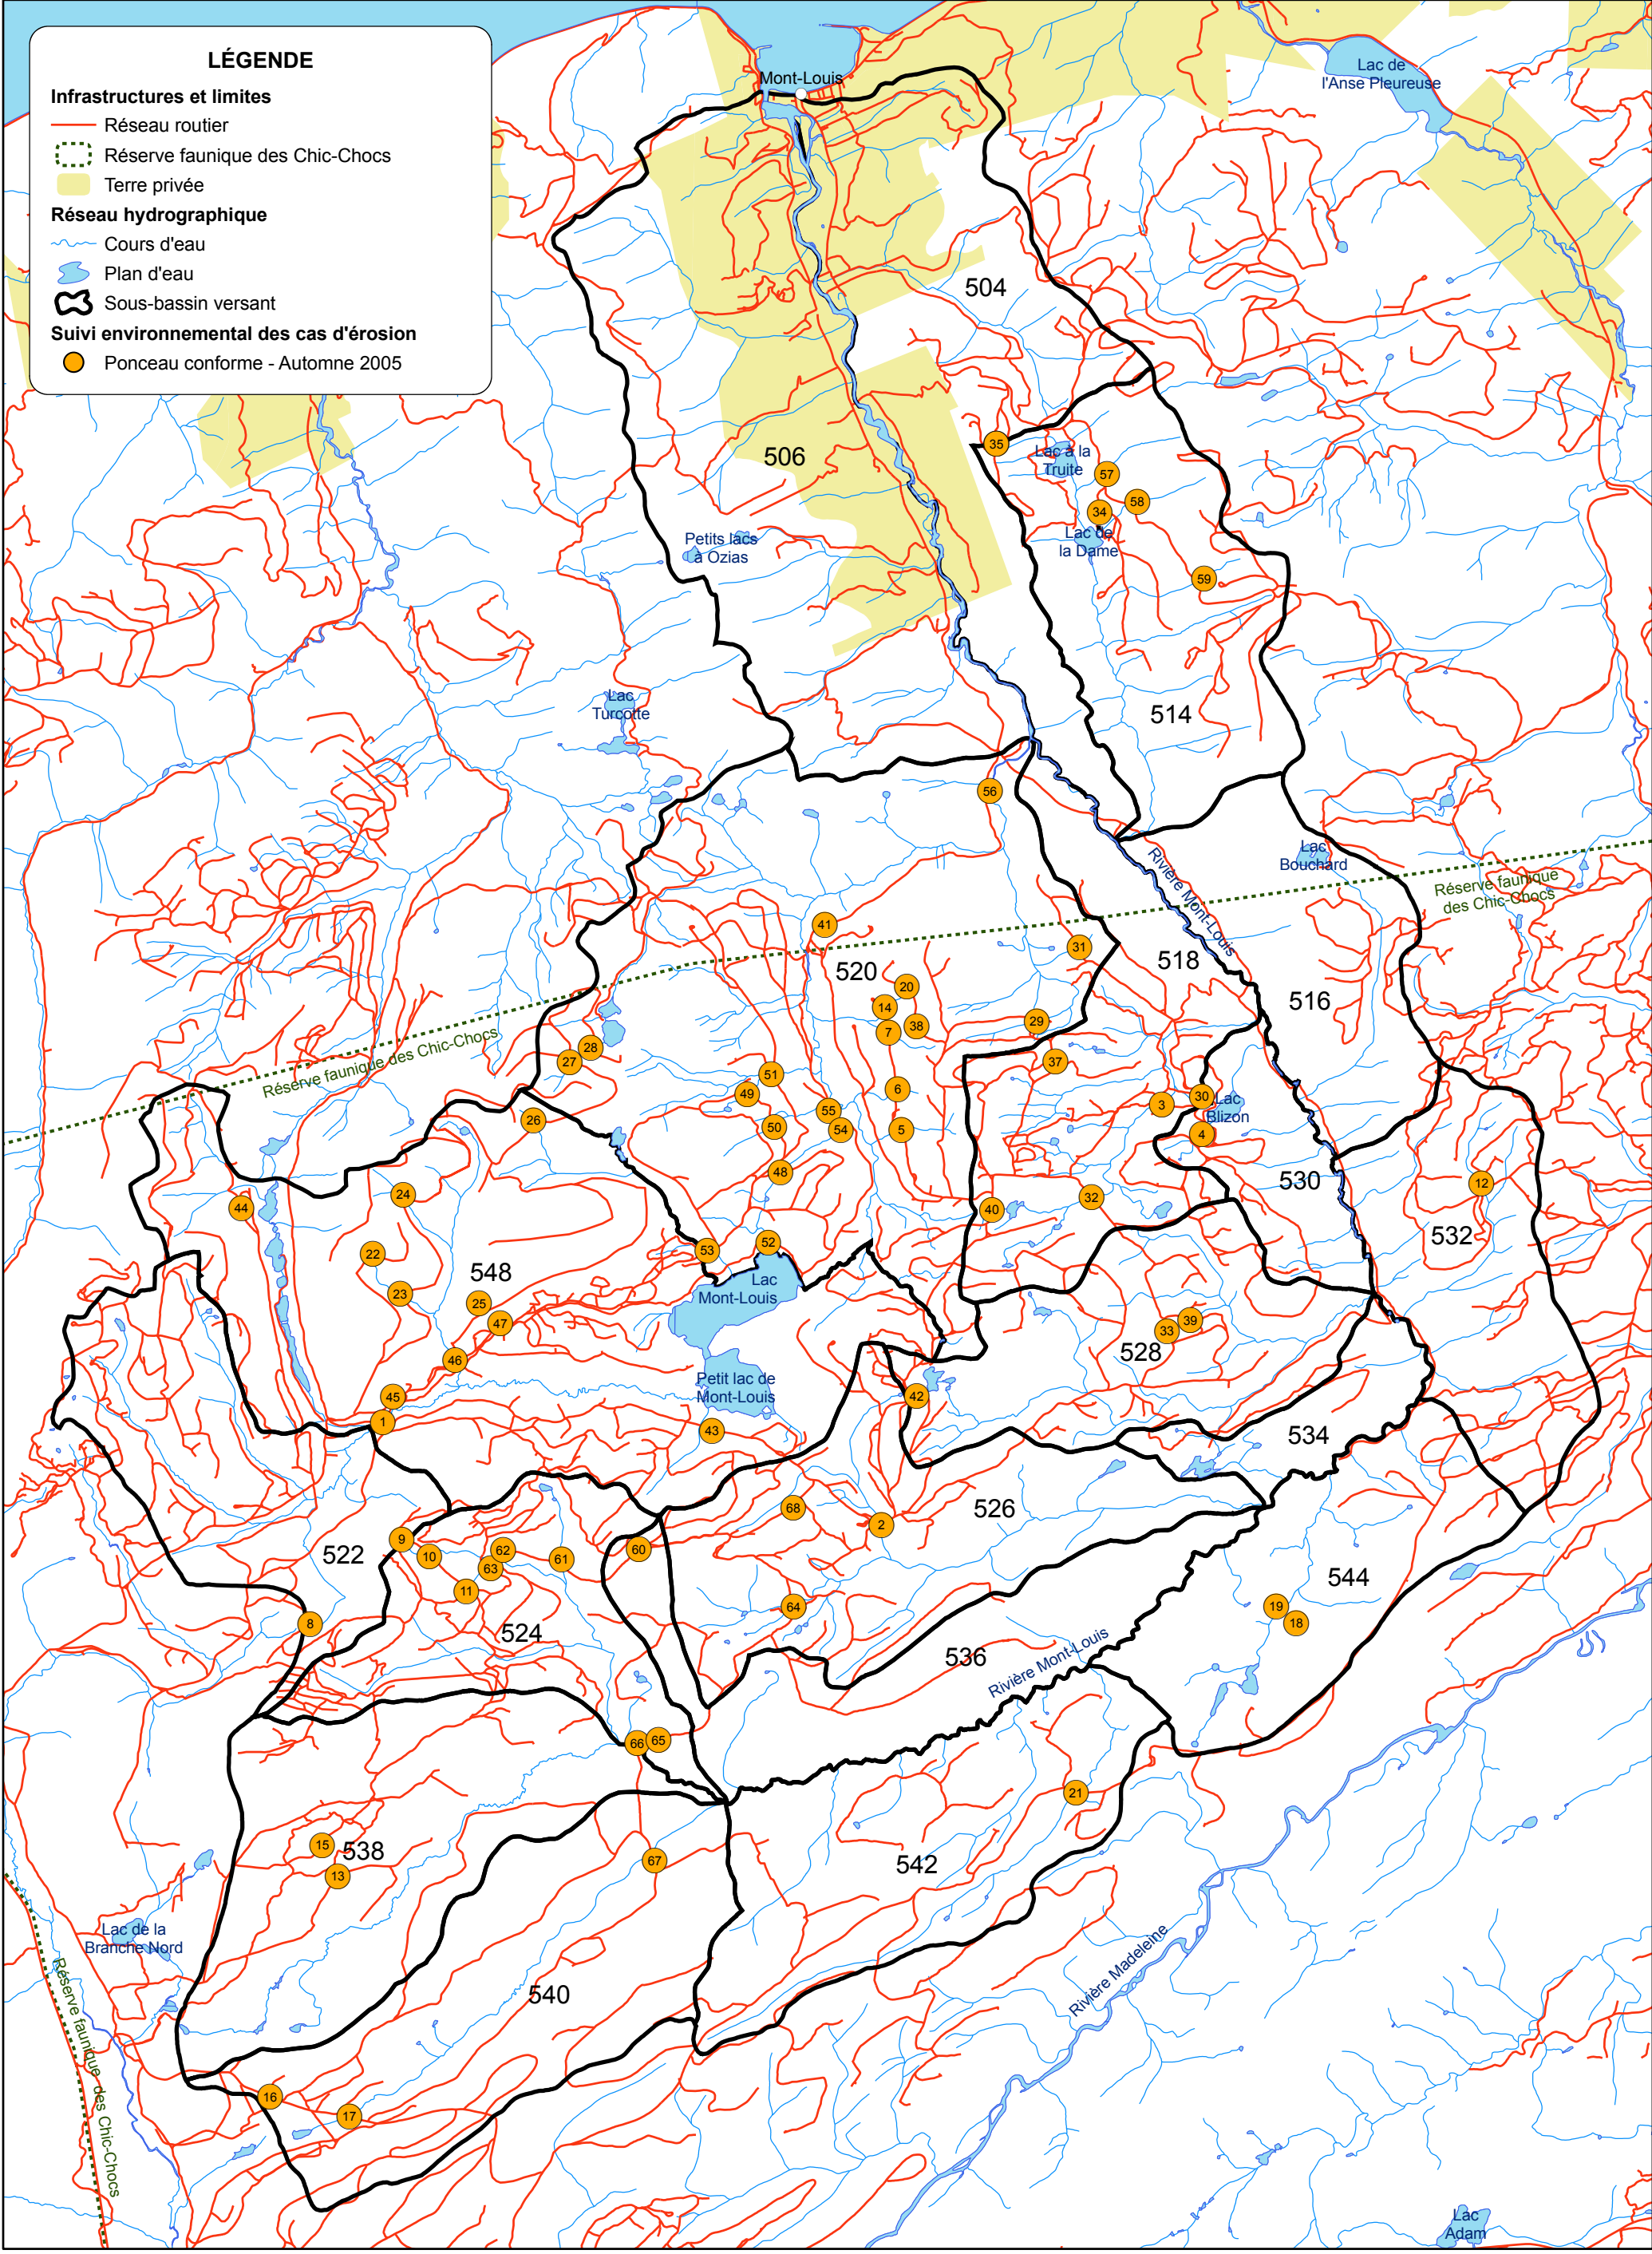 LÉGENDE
Infrastructures et limites
Réseau routier
Réserve faunique des Chic-Chocs
Terre privée
Réseau hydrographique
Cours d'eau
Plan d'eau
Sous-bassin versant
Suivi environnemental des cas d'érosion
Ponceau conforme - Automne 2005
Mont-Louis
Lac de
l'Anse Pleureuse
504
506
35
Lac à la
Truite
57
58
34
Lac de
la Dame
59
Petits lacs
à Ozias
Lac
Turcotte
514
56
Rivière Mont-Louis
Lac
Bouchard
Réserve faunique
des Chic-Chocs
41
31
520
518
516
20
14
7
38
29
37
Réserve faunique des Chic-Chocs
28
27
51
49
6
55
54
50
5
3
30
Lac
Blizon
4
26
48
530
12
532
24
44
32
40
22
53
52
548
23
25
47
Lac
Mont-Louis
33
39
528
46
45
1
Petit lac de
Mont-Louis
42
43
534
68
2
526
9
10
522
62
63
61
60
11
8
524
64
544
19
18
536
Rivière Mont-Louis
66
65
21
15
538
13
67
542
Lac de la
Branche Nord
Rivière Madeleine
Réserve faunique des Chic-Chocs
540
16
17
Lac
Adam